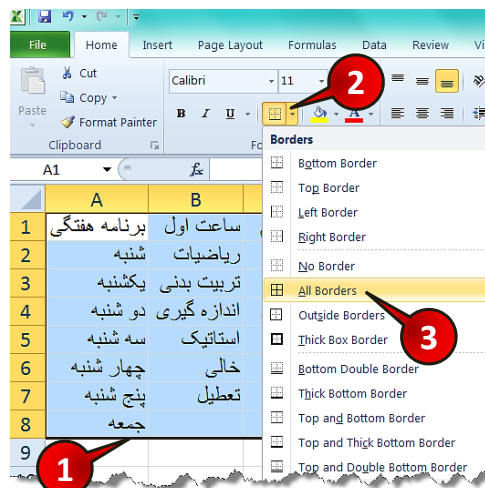 File Home Insert Page Layout Formulas Data Review Vi
Cut
Copy
Format Painter
Paste
Clipboard
Calibri 11
B I U A
Fo
2
A1 fx
A B
1 برنامه هفتگی ساعت اول
2 شنبه ریاضیات
3 یکشنبه تربیت بدنی
4 دو شنبه اندازه گیری
5 سه شنبه استاتیک
6 چهار شنبه خالی
7 پنج شنبه تعطیل
8 جمعه
9
1
Borders
Bottom Border
Top Border
Left Border
Right Border
No Border
All Borders
Outside Borders
3
Thick Box Border
Bottom Double Border
Thick Bottom Border
Top and Bottom Border
Top and Thick Bottom Border
Top and Double Bottom Border